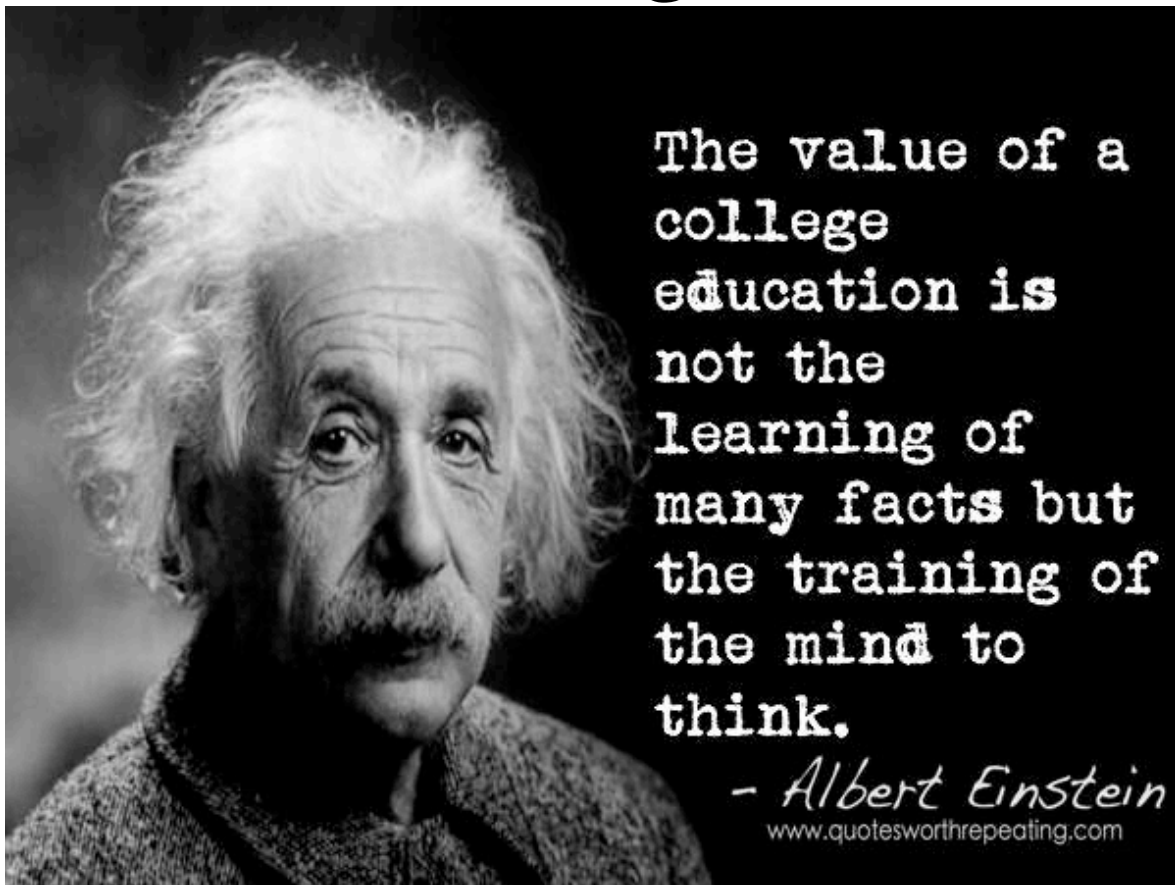 The value of a
college
education is
not the
learning of
many facts but
the training of
the mind to
think.
- Albert Einstein
www.quotesworthrepeating.com